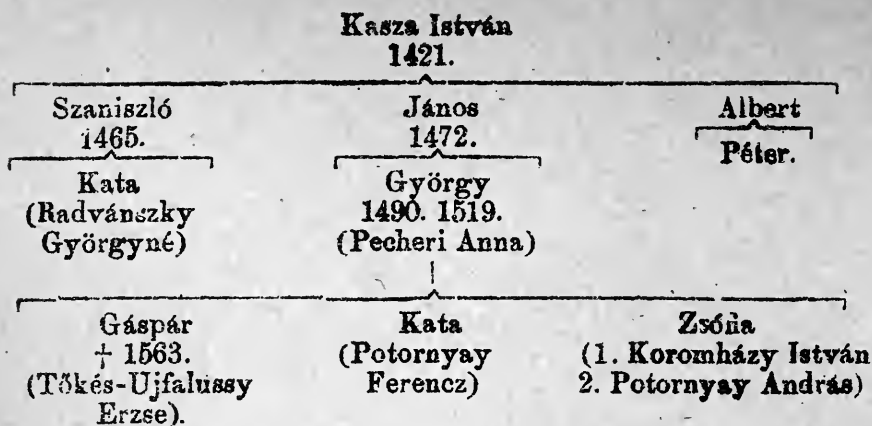 Kasza István
1421.
Szaniszló János Albert
1465. 1472. Péter.
Kata György
(Radvánszky 1490. 1519.
Györgyné) (Pecheri Anna)
Gáspár Kata Zsófia
† 1563. (Potornyay (1. Koromházy István
(Tőkés-Ujfalussy Ferencz) 2. Potornyay András)
Erzse).